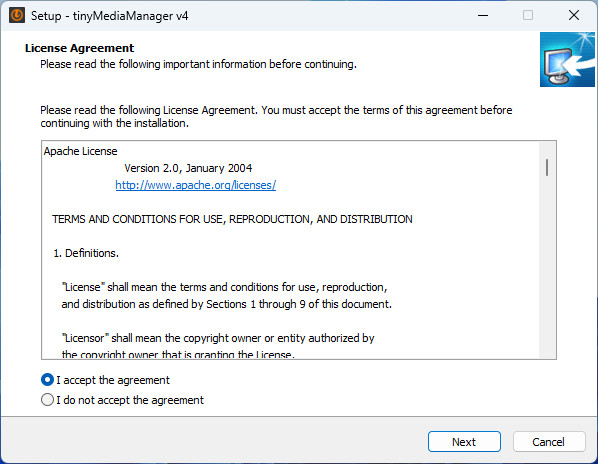 Setup - tinyMediaManager v4
License Agreement
Please read the following important information before continuing.
Please read the following License Agreement. You must accept the terms of this agreement before
continuing with the installation.
Apache License
Version 2.0, January 2004
http://www.apache.org/licenses/
TERMS AND CONDITIONS FOR USE, REPRODUCTION, AND DISTRIBUTION
1. Definitions.
"License" shall mean the terms and conditions for use, reproduction,
and distribution as defined by Sections 1 through 9 of this document.
"Licensor" shall mean the copyright owner or entity authorized by
the copyright owner that is granting the License.
I accept the agreement
I do not accept the agreement
Next
Cancel